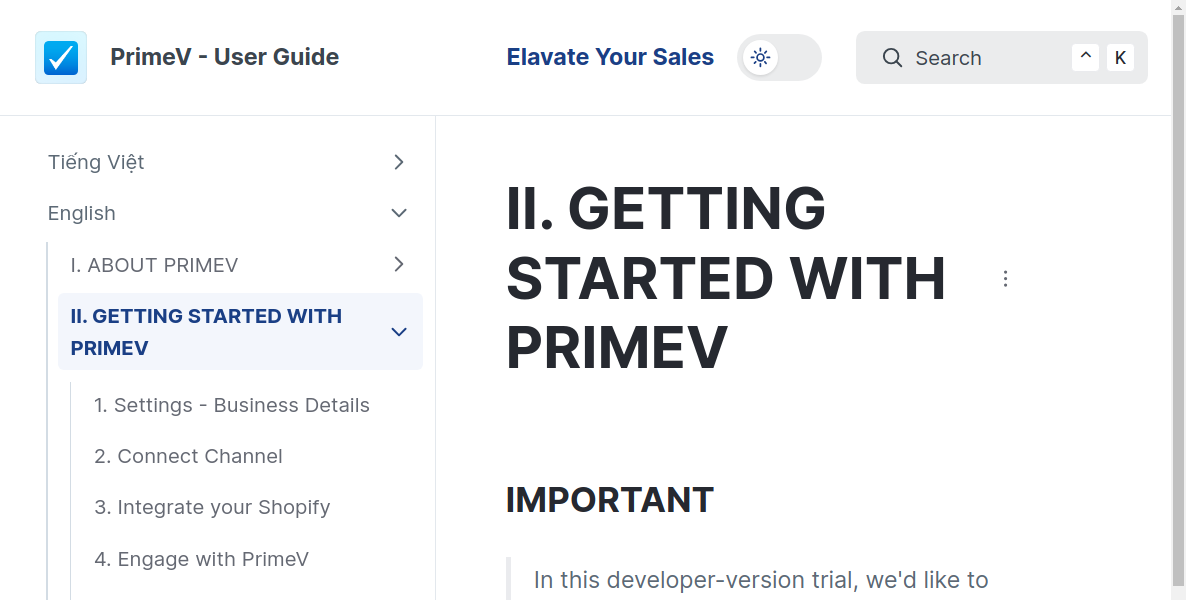 PrimeV - User Guide
Elavate Your Sales
Search
^ K
Tiếng Việt
English
I. ABOUT PRIMEV
II. GETTING STARTED WITH
PRIMEV
1. Settings - Business Details
2. Connect Channel
3. Integrate your Shopify
4. Engage with PrimeV
II. GETTING
STARTED WITH
PRIMEV
IMPORTANT
In this developer-version trial, we'd like to